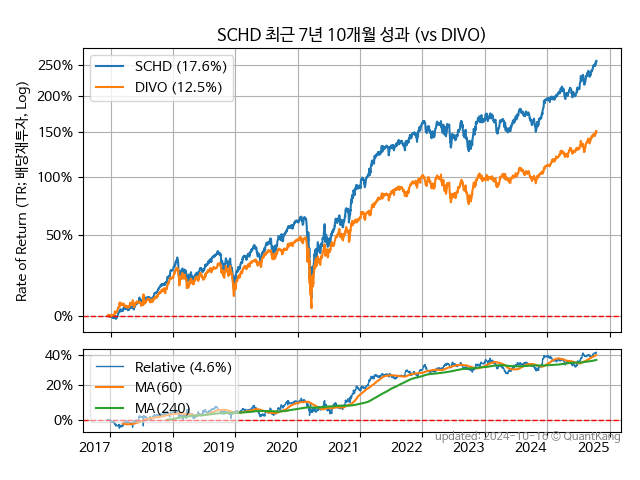 SCHD 최근 7년 10개월 성과 (vs DIVO)
Rate of Return (TR: 배당재투자, Log)
250%
200%
150%
100%
50%
0%
SCHD (17.6%)
DIVO (12.5%)
40%
20%
0%
Relative (4.6%)
MA(60)
MA(240)
2017 2018 2019 2020 2021 2022 2023 2024 2025
updated: 2024-10-16 © QuantKang